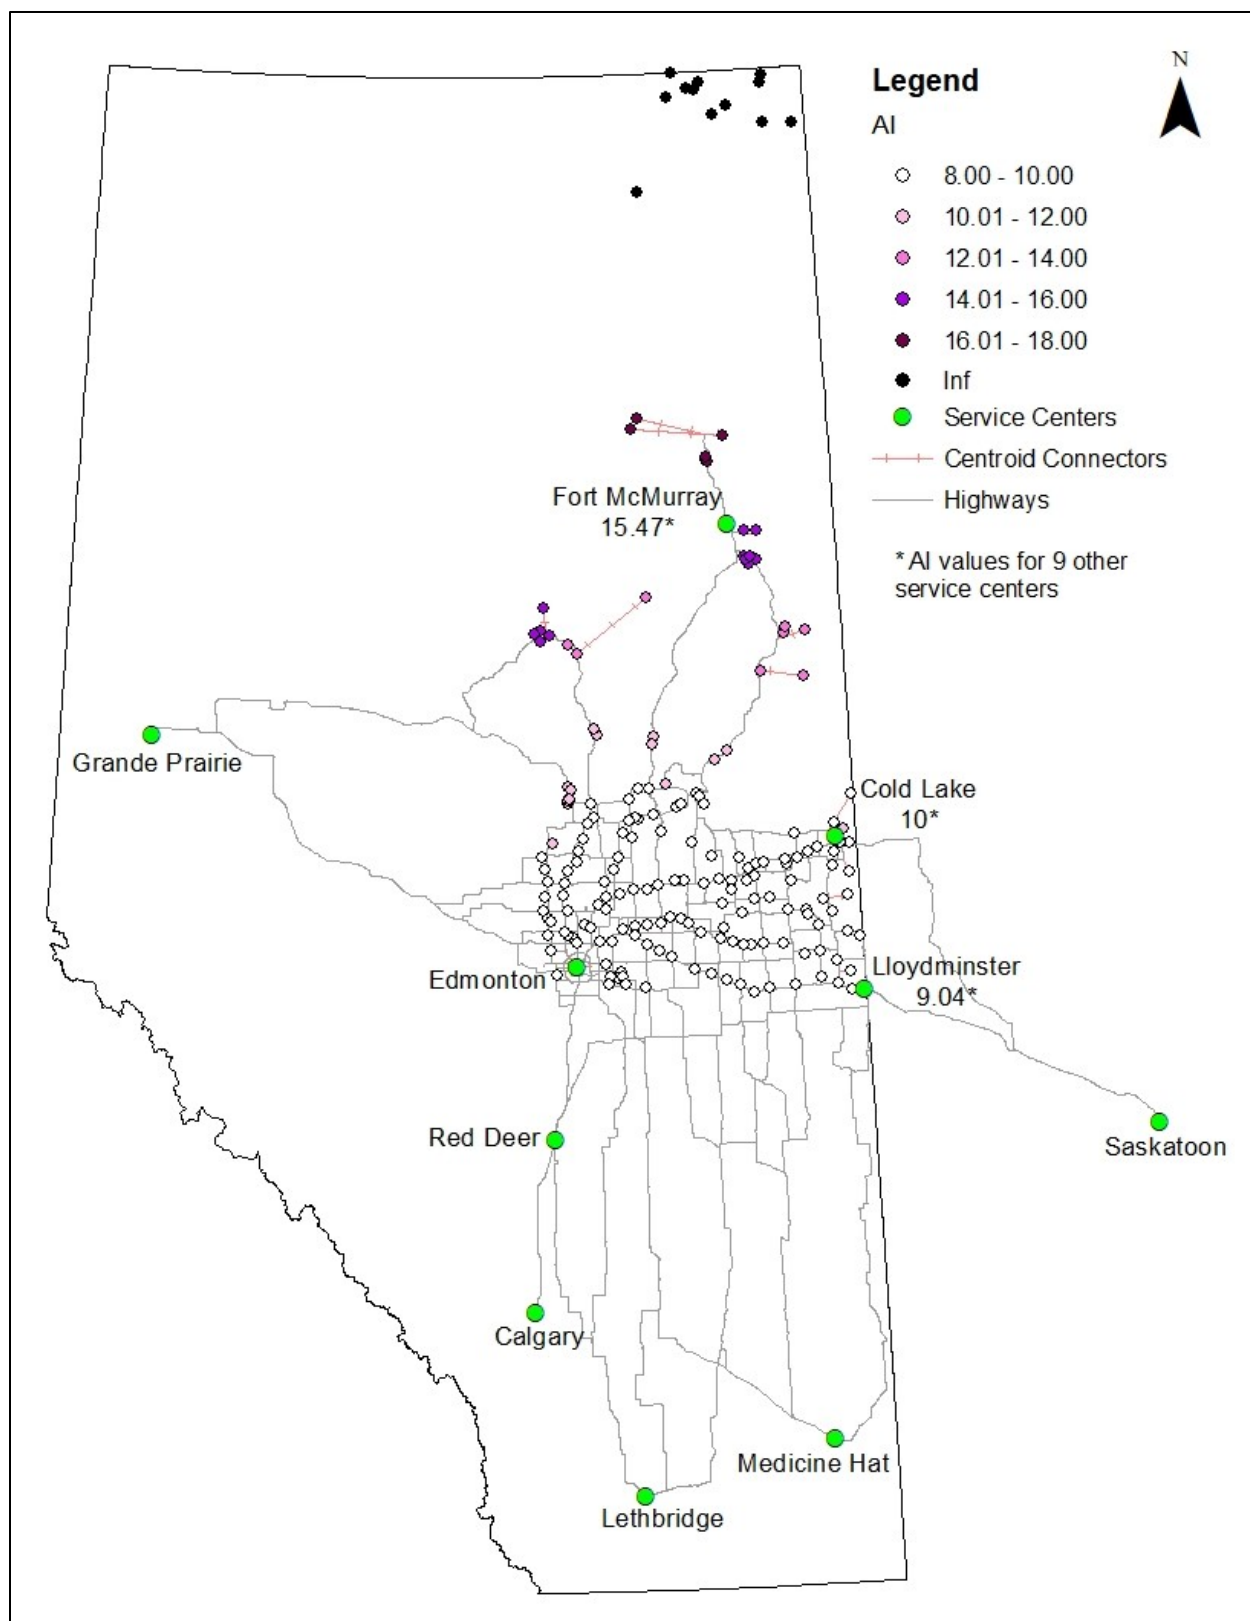 N
Legend
AI
8.00 - 10.00
10.01 - 12.00
12.01 - 14.00
14.01 - 16.00
16.01 - 18.00
Inf
Service Centers
Centroid Connectors
Highways
* AI values for 9 other
service centers
Fort McMurray
15.47*
Grande Prairie
Cold Lake
10*
Edmonton
Lloydminster
9.04*
Red Deer
Saskatoon
Calgary
Medicine Hat
Lethbridge